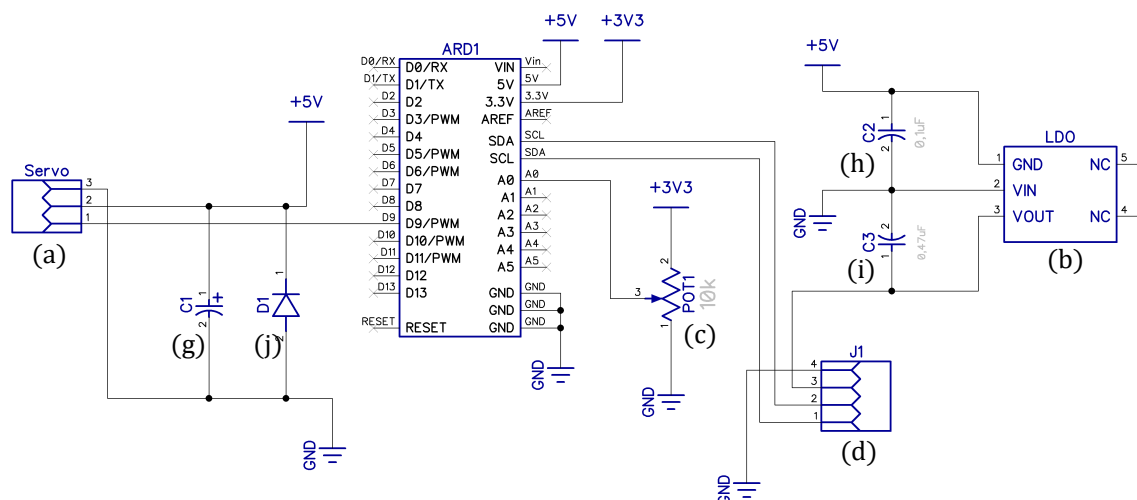 +5V +3V3
ARD1
D0/RX D0/RX VIN Vin
D1/TX D1/TX 5V 5V
D2 D2 3.3V 3.3V
D3 D3/PWM AREF AREF
D4 D4 SDA SCL
D5 D5/PWM SCL SDA
D6 D6/PWM A0 A0
D7 D7 A1 A1
D8 D8 A2 A2
D9 D9/PWM A3 A3
D10 D10/PWM A4 A4
D11 D11/PWM A5 A5
D12 D12
D13 D13 GND GND
GND GND
RESET RESET GND GND
GND
+5V
Servo
3
2
1
(a)
C1
1
+
2
(g)
D1
1
2
(j)
GND
+3V3
2
3
POT1
10k
1
(c)
GND
+5V
C2
1
2
0,1uF
(h)
GND
C3
2
1
0,47uF
(i)
LDO
1 GND NC 5
2 VIN
3 VOUT NC 4
(b)
J1
4
3
2
1
(d)
GND